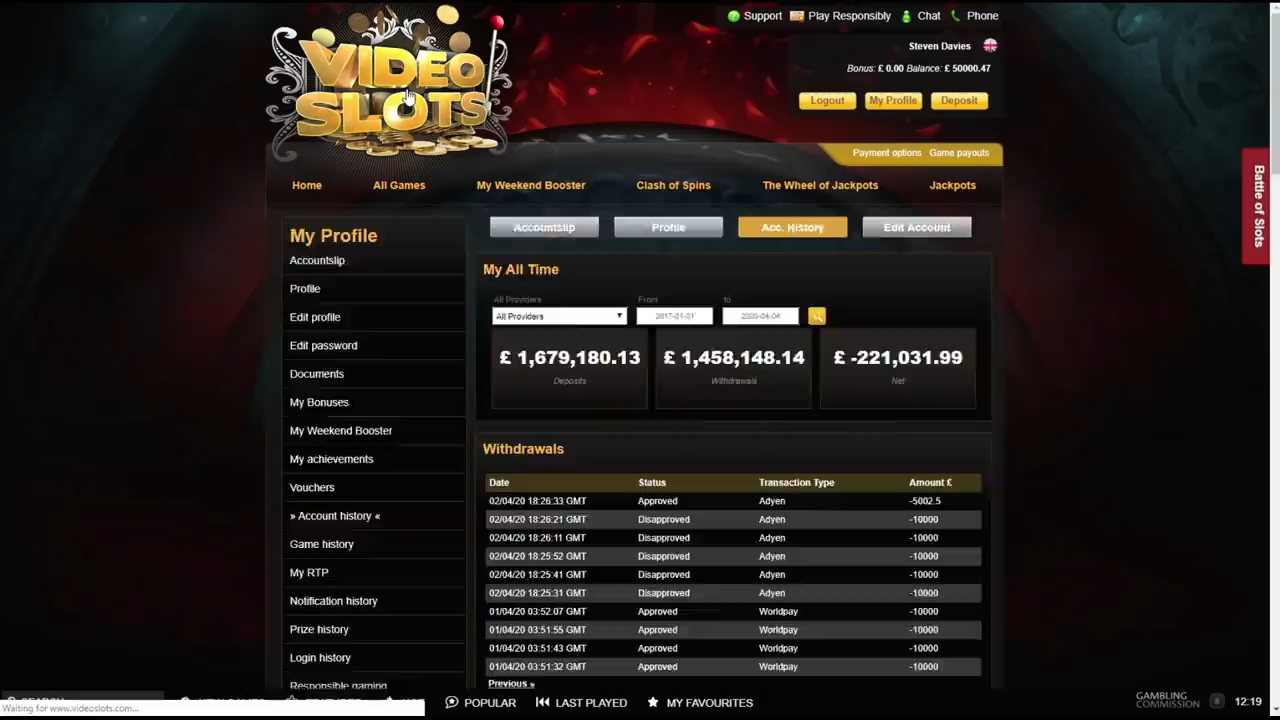 Support Play Responsibly Chat Phone
VIDEO
SLOTS
Steven Davies
Bonus: £ 0.00 Balance: £ 50000.47
Logout My Profile Deposit
Payment options Game payouts
Home All Games My Weekend Booster Clash of Spins The Wheel of Jackpots Jackpots
Battle of Slots
My Profile
Accountslip
Profile
Edit profile
Edit password
Documents
My Bonuses
My Weekend Booster
My achievements
Vouchers
» Account history «
Game history
My RTP
Notification history
Prize history
Login history
Responsible gaming
Accountslip Profile Acc. History Edit Account
My All Time
All Providers From to
All Providers
£ 1,679,180.13 £ 1,458,148.14 £ -221,031.99
Deposits Withdrawals Net
Withdrawals
Date Status Transaction Type Amount £
02/04/20 18:26:33 GMT Approved Adyen -5002.5
02/04/20 18:26:21 GMT Disapproved Adyen -10000
02/04/20 18:26:11 GMT Disapproved Adyen -10000
02/04/20 18:25:52 GMT Disapproved Adyen -10000
02/04/20 18:25:41 GMT Disapproved Adyen -10000
02/04/20 18:25:31 GMT Disapproved Adyen -10000
01/04/20 03:52:07 GMT Approved Worldpay -10000
01/04/20 03:51:55 GMT Approved Worldpay -10000
01/04/20 03:51:43 GMT Approved Worldpay -10000
01/04/20 03:51:32 GMT Approved Worldpay -10000
Previous »
POPULAR LAST PLAYED MY FAVOURITES
GAMBLING
COMMISSION
12:19
Waiting for www.videoslots.com...